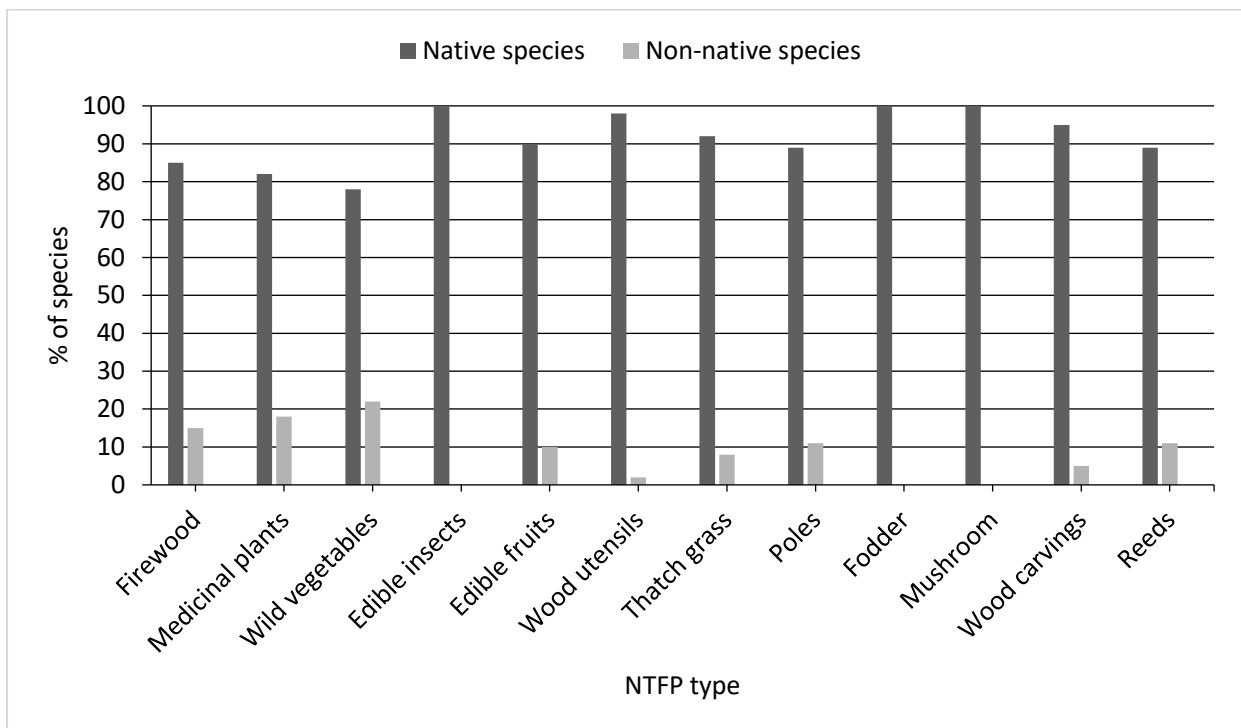 Native species Non-native species
% of species
100
90
80
70
60
50
40
30
20
10
0
Firewood
Medicinal plants
Wild vegetables
Edible insects
Edible fruits
Wood utensils
Thatch grass
Poles
Fodder
Mushroom
Wood carvings
Reeds
NTFP type